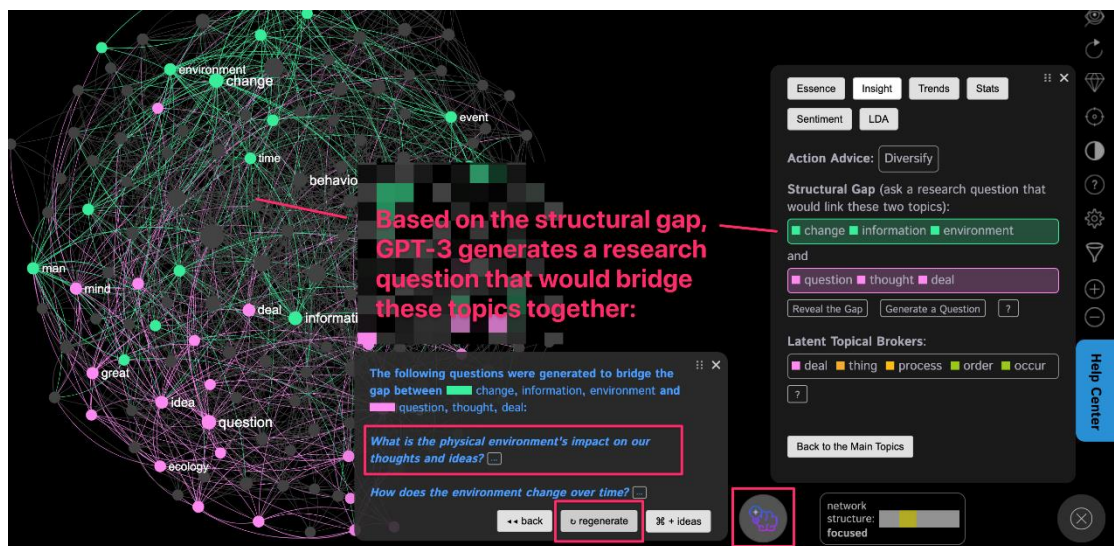 environment
change
event
time
behavio
man
mind
deal
informati
great
idea
question
ecology
Based on the structural gap,
GPT-3 generates a research
question that would bridge
these topics together:
The following questions were generated to bridge the
gap between change, information, environment and
question, thought, deal:
What is the physical environment's impact on our
thoughts and ideas? ...
How does the environment change over time? ...
◂◂ back ↻ regenerate ⌘ + ideas
Essence Insight Trends Stats
Sentiment LDA
Action Advice: Diversify
Structural Gap (ask a research question that
would link these two topics):
change information environment
and
question thought deal
Reveal the Gap Generate a Question ?
Latent Topical Brokers:
deal thing process order occur
?
Back to the Main Topics
network
structure:
focused
Help Center